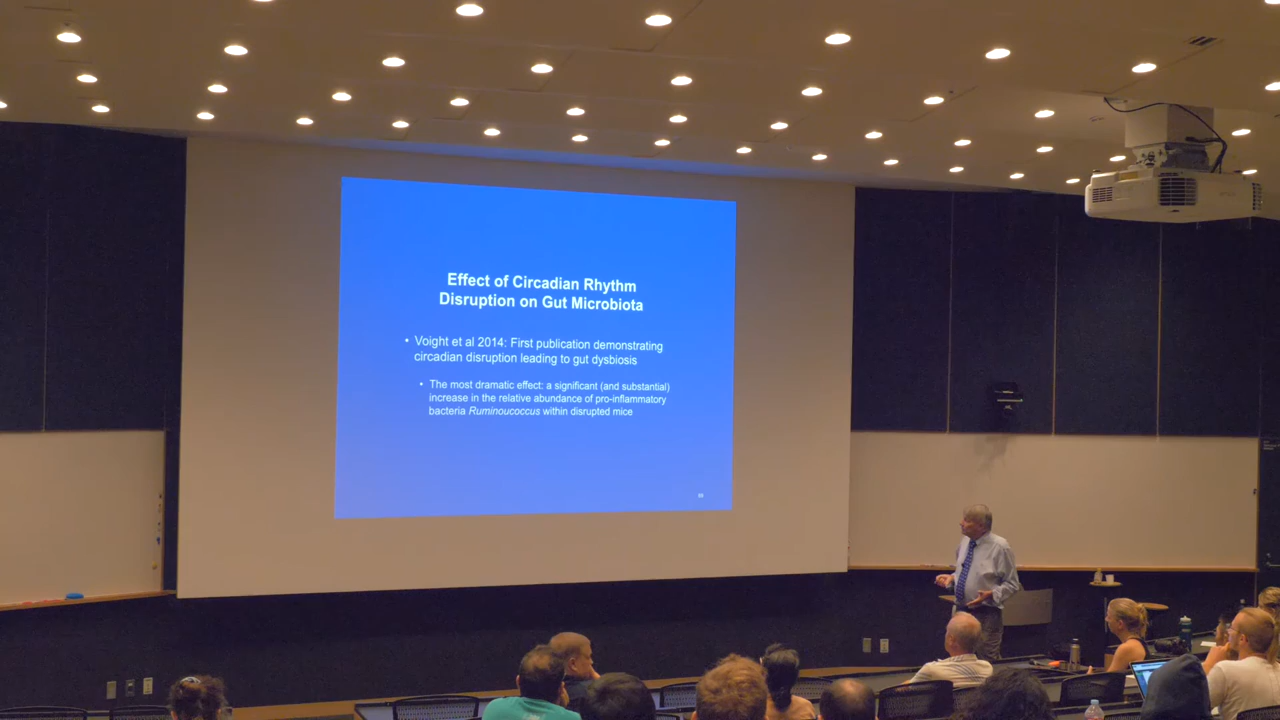 Effect of Circadian Rhythm
Disruption on Gut Microbiota
• Voight et al 2014: First publication demonstrating
circadian disruption leading to gut dysbiosis
• The most dramatic effect: a significant (and substantial)
increase in the relative abundance of pro-inflammatory
bacteria Ruminoucoccus within disrupted mice